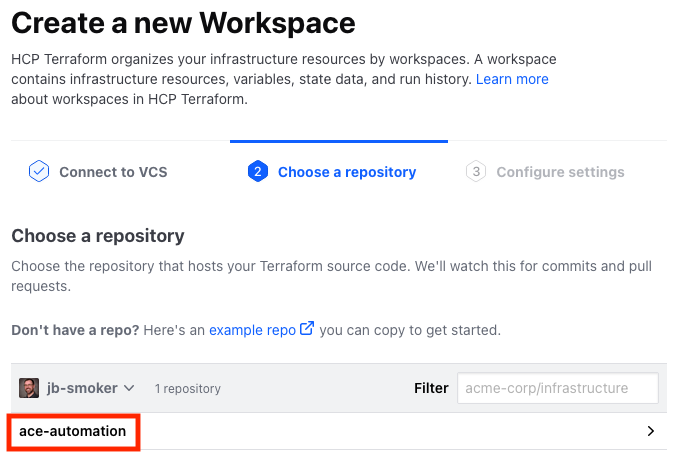 Create a new Workspace
HCP Terraform organizes your infrastructure resources by workspaces. A workspace
contains infrastructure resources, variables, state data, and run history. Learn more
about workspaces in HCP Terraform.
Connect to VCS
2 Choose a repository
3 Configure settings
Choose a repository
Choose the repository that hosts your Terraform source code. We'll watch this for commits and pull
requests.
Don't have a repo? Here's an example repo you can copy to get started.
jb-smoker 1 repository Filter acme-corp/infrastructure
ace-automation